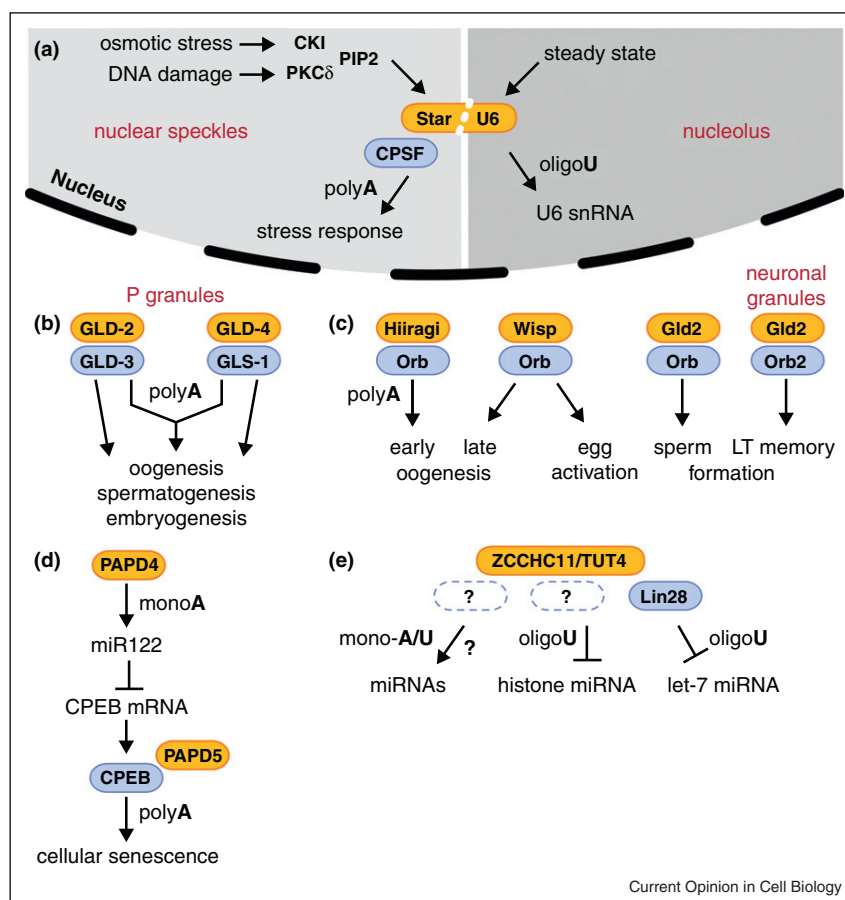 (a)
osmotic stress CKI
PIP2
DNA damage PKCδ
steady state
nuclear speckles
Star U6
nucleolus
CPSF
oligoU
polyA
Nucleus
U6 snRNA
stress response
P granules
neuronal
granules
(b)
GLD-2 GLD-4
GLD-3 GLS-1
polyA
oogenesis
spermatogenesis
embryogenesis
(c)
Hiiragi Wisp Gld2 Gld2
Orb Orb Orb Orb2
polyA
early late egg sperm LT memory
oogenesis activation formation
(d)
PAPD4
monoA
miR122
CPEB mRNA
PAPD5
CPEB
polyA
cellular senescence
(e)
ZCCHC11/TUT4
? ? Lin28
mono-A/U ? oligoU oligoU
miRNAs histone miRNA let-7 miRNA
Current Opinion in Cell Biology